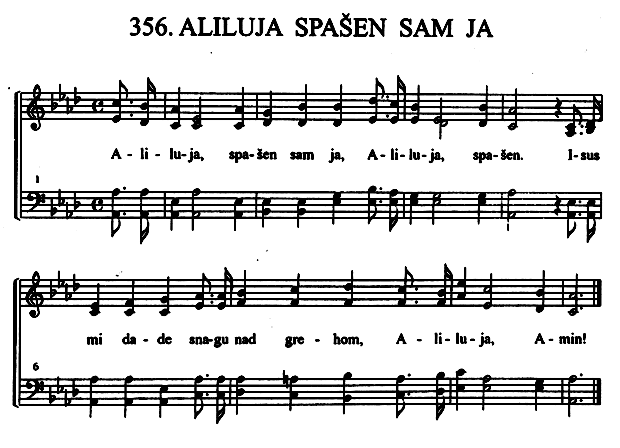 356. ALILUJA SPAŠEN SAM JA
A - li - lu - ja, spa - šen sam ja, A - li - lu - ja, spa - šen. I - sus
1
mi da - de sna - gu nad gre - hom, A - li - lu - ja, A - min!
6